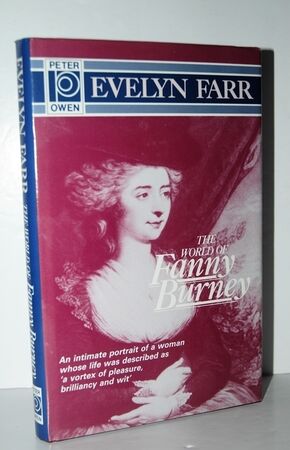 PETER
OWEN
EVELYN FARR
THE
WORLD OF
Fanny
Burney
An intimate portrait of a woman
whose life was described as
'a vortex of pleasure,
brilliancy and wit'
EVELYN FARR THE WORLD OF Fanny Burney